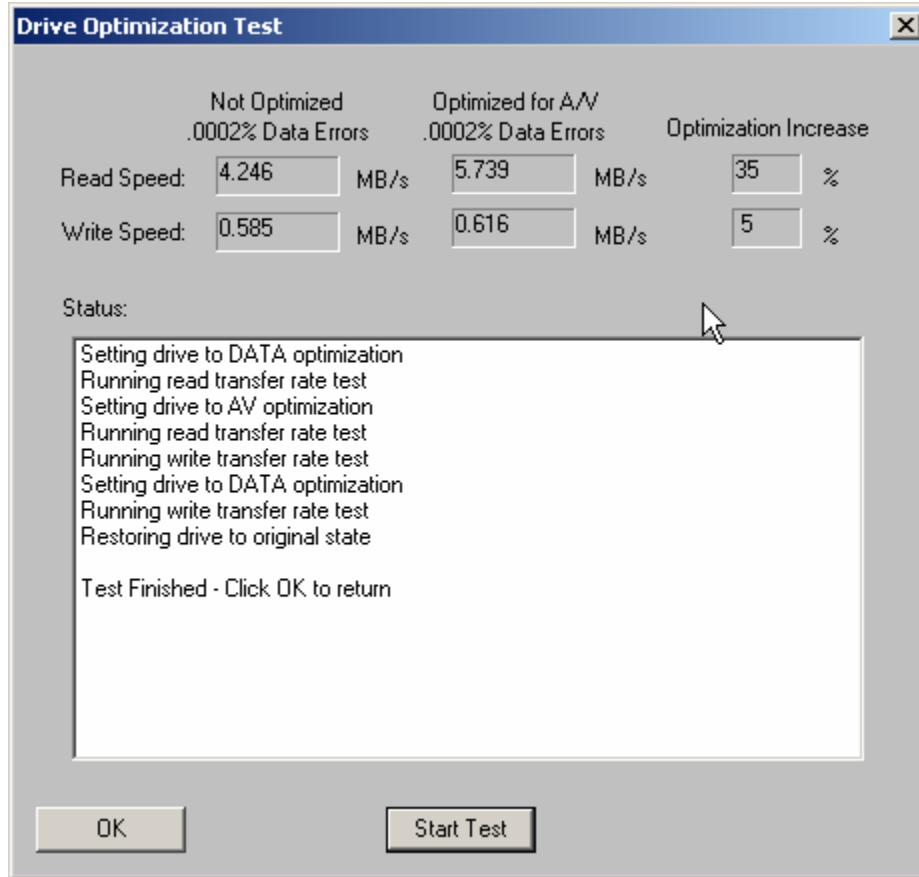 Drive Optimization Test
Not Optimized Optimized for A/V
.0002% Data Errors .0002% Data Errors Optimization Increase
Read Speed: 4.246 MB/s 5.739 MB/s 35 %
Write Speed: 0.585 MB/s 0.616 MB/s 5 %
Status:
Setting drive to DATA optimization
Running read transfer rate test
Setting drive to AV optimization
Running read transfer rate test
Running write transfer rate test
Setting drive to DATA optimization
Running write transfer rate test
Restoring drive to original state
Test Finished - Click OK to return
OK Start Test